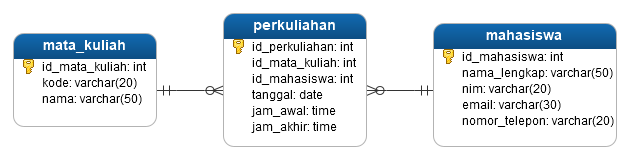 mata_kuliah
id_mata_kuliah: int
kode: varchar(20)
nama: varchar(50)
perkuliahan
id_perkuliahan: int
id_mata_kuliah: int
id_mahasiswa: int
tanggal: date
jam_awal: time
jam_akhir: time
mahasiswa
id_mahasiswa: int
nama_lengkap: varchar(50)
nim: varchar(20)
email: varchar(30)
nomor_telepon: varchar(20)